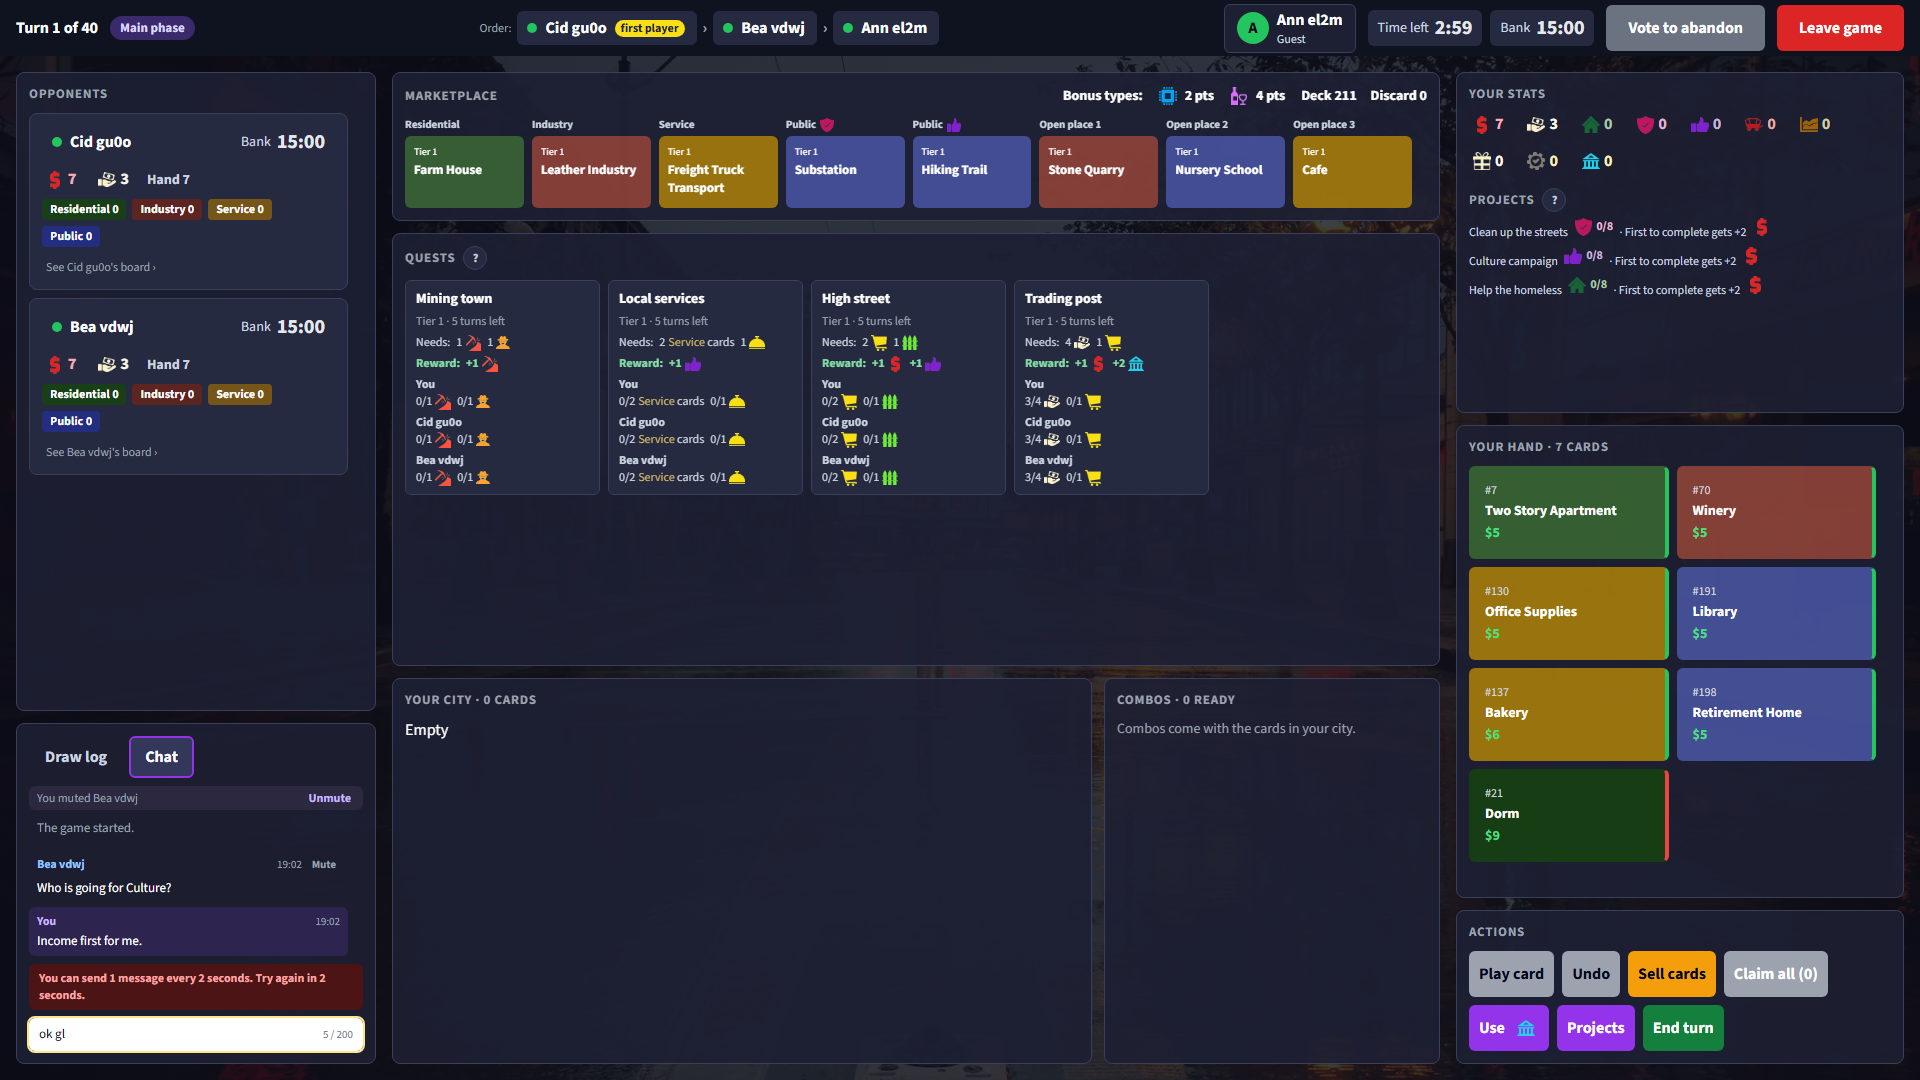 Turn 1 of 40
Main phase
Order:
Cid gu0o
first player
›
Bea vdwj
›
Ann el2m
A
Ann el2m
Guest
Time left 2:59
Bank 15:00
Vote to abandon
Leave game
OPPONENTS
Cid gu0o
Bank 15:00
7
3
Hand 7
Residential 0
Industry 0
Service 0
Public 0
See Cid gu0o's board ›
Bea vdwj
Bank 15:00
7
3
Hand 7
Residential 0
Industry 0
Service 0
Public 0
See Bea vdwj's board ›
MARKETPLACE
Bonus types: 2 pts 4 pts Deck 211 Discard 0
Residential
Tier 1
Farm House
Industry
Tier 1
Leather Industry
Service
Tier 1
Freight Truck
Transport
Public
Tier 1
Substation
Public
Tier 1
Hiking Trail
Open place 1
Tier 1
Stone Quarry
Open place 2
Tier 1
Nursery School
Open place 3
Tier 1
Cafe
QUESTS ?
Mining town
Tier 1 · 5 turns left
Needs: 1 1
Reward: +1
You
0/1 0/1
Cid gu0o
0/1 0/1
Bea vdwj
0/1 0/1
Local services
Tier 1 · 5 turns left
Needs: 2 Service cards 1
Reward: +1
You
0/2 Service cards 0/1
Cid gu0o
0/2 Service cards 0/1
Bea vdwj
0/2 Service cards 0/1
High street
Tier 1 · 5 turns left
Needs: 2 1
Reward: +1 +1
You
0/2 0/1
Cid gu0o
0/2 0/1
Bea vdwj
0/2 0/1
Trading post
Tier 1 · 5 turns left
Needs: 4 1
Reward: +1 +2
You
3/4 0/1
Cid gu0o
3/4 0/1
Bea vdwj
3/4 0/1
YOUR CITY · 0 CARDS
Empty
COMBOS · 0 READY
Combos come with the cards in your city.
YOUR STATS
7 3 0 0 0 0 0
0 0 0
PROJECTS ?
Clean up the streets 0/8 · First to complete gets +2
Culture campaign 0/8 · First to complete gets +2
Help the homeless 0/8 · First to complete gets +2
YOUR HAND · 7 CARDS
#7
Two Story Apartment
$5
#70
Winery
$5
#130
Office Supplies
$5
#191
Library
$5
#137
Bakery
$6
#198
Retirement Home
$5
#21
Dorm
$9
ACTIONS
Play card
Undo
Sell cards
Claim all (0)
Use
Projects
End turn
Draw log
Chat
You muted Bea vdwj
Unmute
The game started.
Bea vdwj
19:02
Mute
Who is going for Culture?
You
19:02
Income first for me.
You can send 1 message every 2 seconds. Try again in 2
seconds.
ok gl
5 / 200